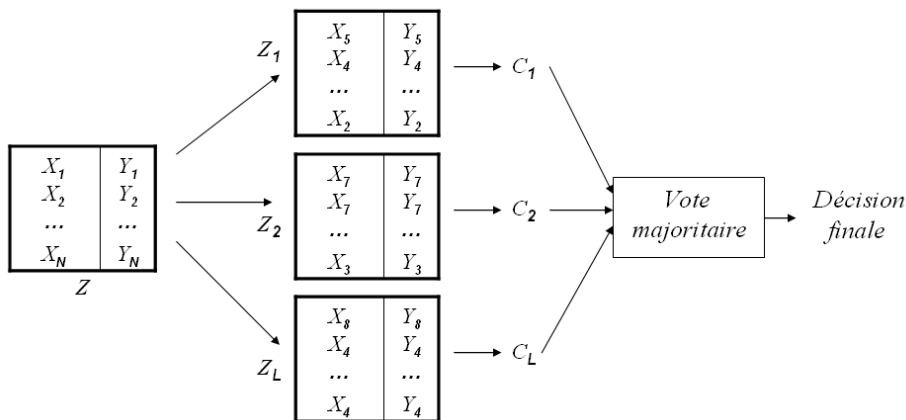 X1 Y1
X2 Y2
... ...
XN YN
Z
Z1
X5 Y5
X4 Y4
... ...
X2 Y2
C1
Z2
X7 Y7
X7 Y7
... ...
X3 Y3
C2
ZL
X8 Y8
X4 Y4
... ...
X4 Y4
CL
Vote
majoritaire
Décision
finale